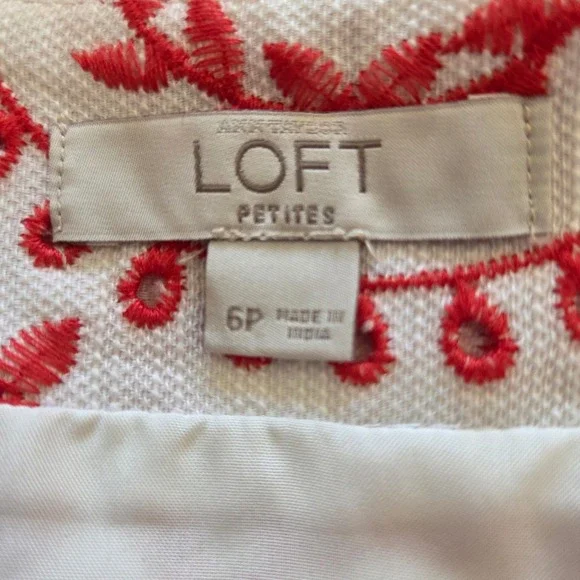 ANN TAYLOR
LOFT
PETITES
6P
MADE IN
INDIA